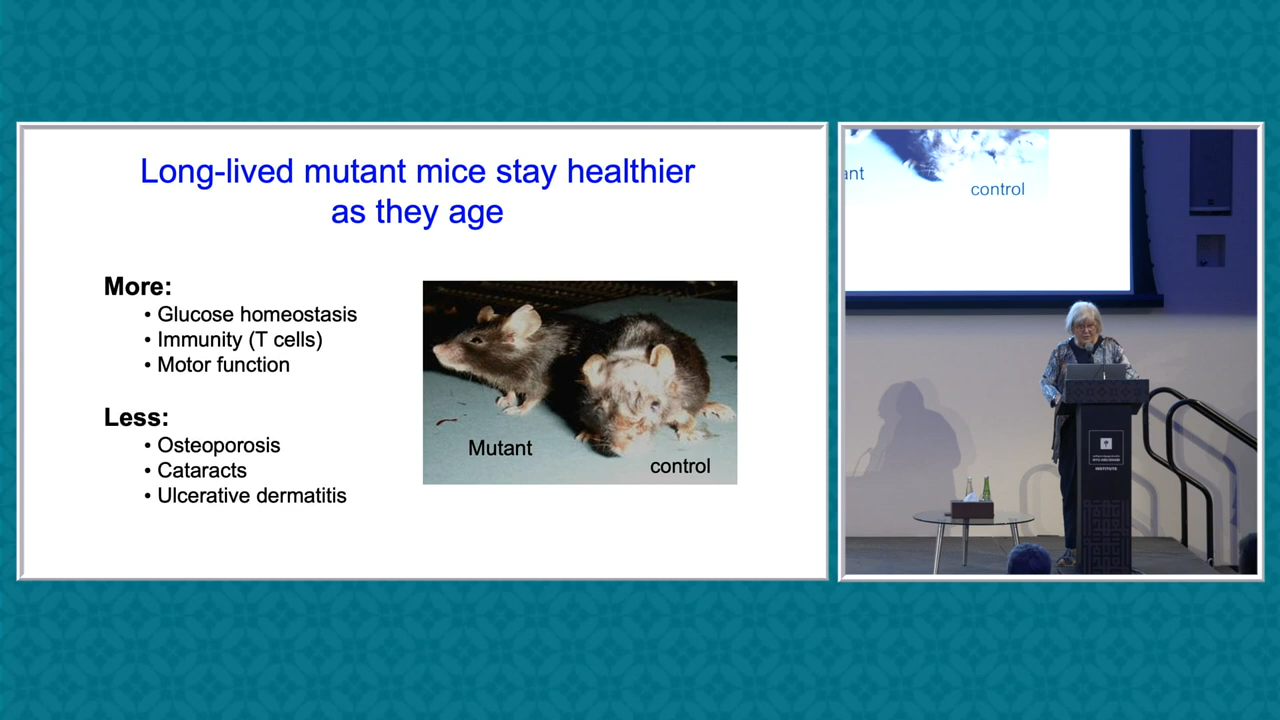 Long-lived mutant mice stay healthier
as they age
More:
• Glucose homeostasis
• Immunity (T cells)
• Motor function
Less:
• Osteoporosis
• Cataracts
• Ulcerative dermatitis
Mutant
control
ant
control
INSTITUTE